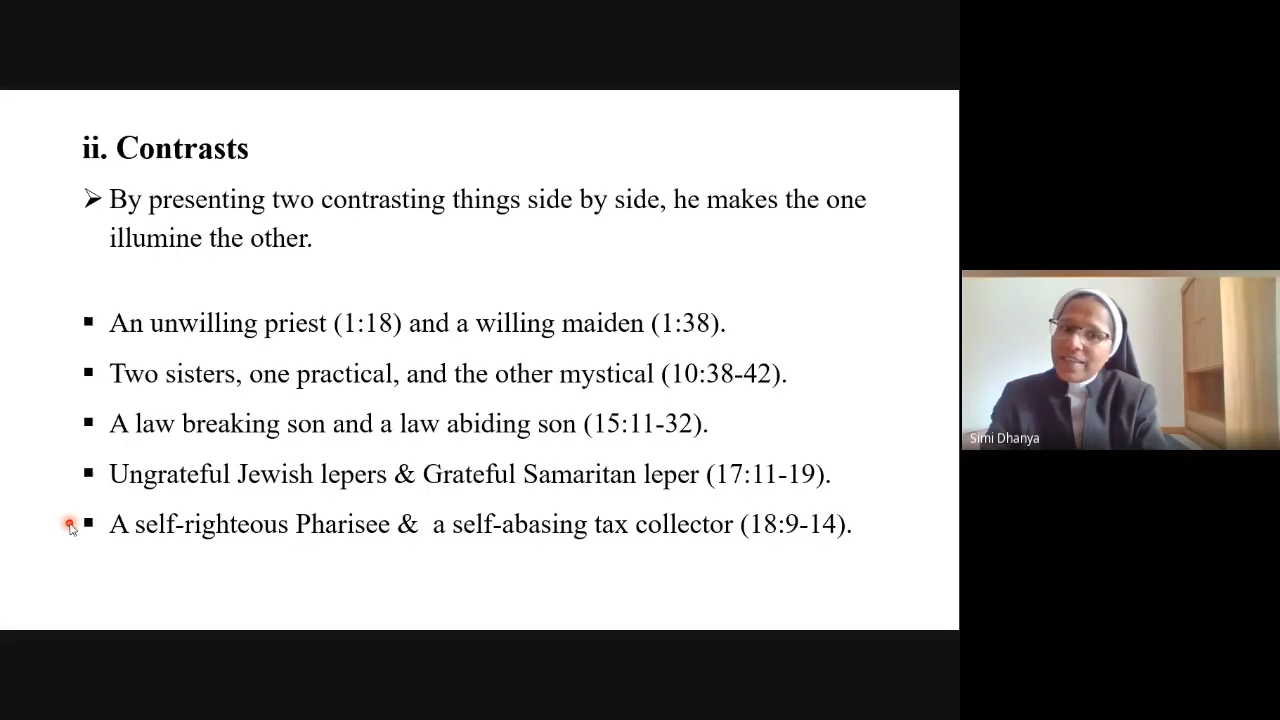 ii. Contrasts
➢ By presenting two contrasting things side by side, he makes the one
illumine the other.
▪ An unwilling priest (1:18) and a willing maiden (1:38).
▪ Two sisters, one practical, and the other mystical (10:38-42).
▪ A law breaking son and a law abiding son (15:11-32).
▪ Ungrateful Jewish lepers & Grateful Samaritan leper (17:11-19).
▪ A self-righteous Pharisee &  a self-abasing tax collector (18:9-14).
Simi Dhanya